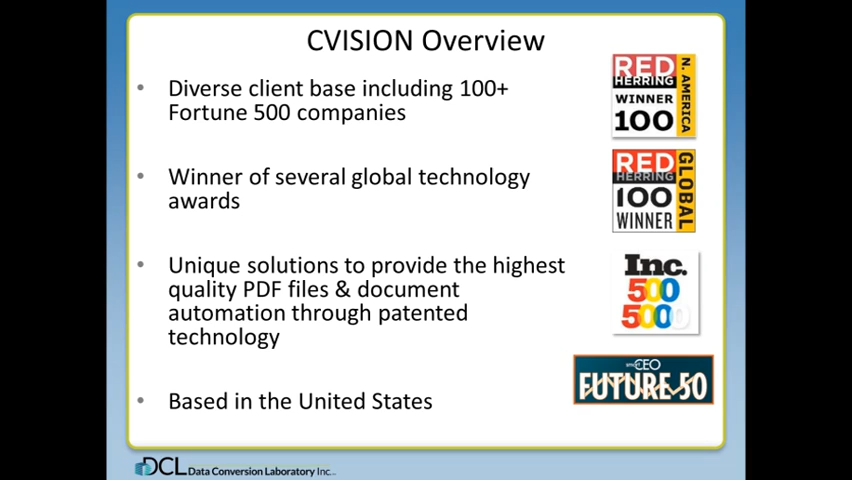 CVISION Overview
• Diverse client base including 100+
Fortune 500 companies
• Winner of several global technology
awards
• Unique solutions to provide the highest
quality PDF files & document
automation through patented
technology
• Based in the United States
RED
HERRING
WINNER
100
N. AMERICA
RED
HERRING
100
WINNER
GLOBAL
Inc.
500
5000
CEO
FUTURE 50
DCL Data Conversion Laboratory Inc.